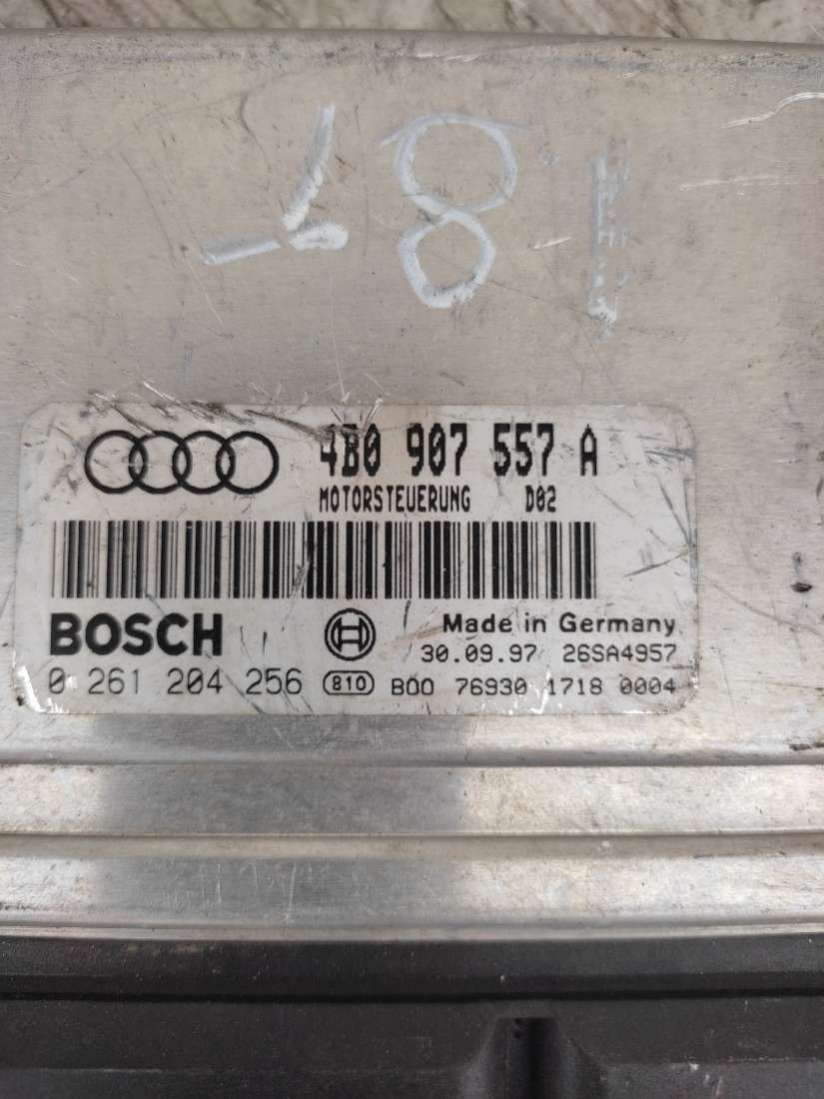 1.8T
4B0 907 557 A
MOTORSTEUERUNG D02
BOSCH Made in Germany
30.09.97 26SA4957
0 261 204 256 810 B00 76930 1718 0004